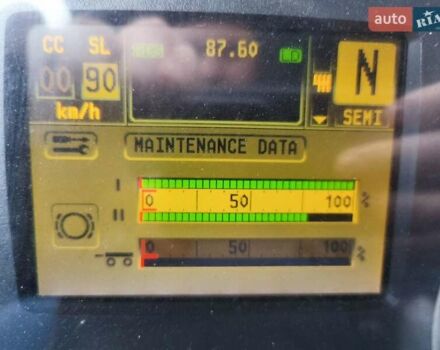 auto RIA
CC SL
87.60
LD
00 90
N
km/h
SEMI
MAINTENANCE DATA
I
0 50 100 %
II
0 50 100 %